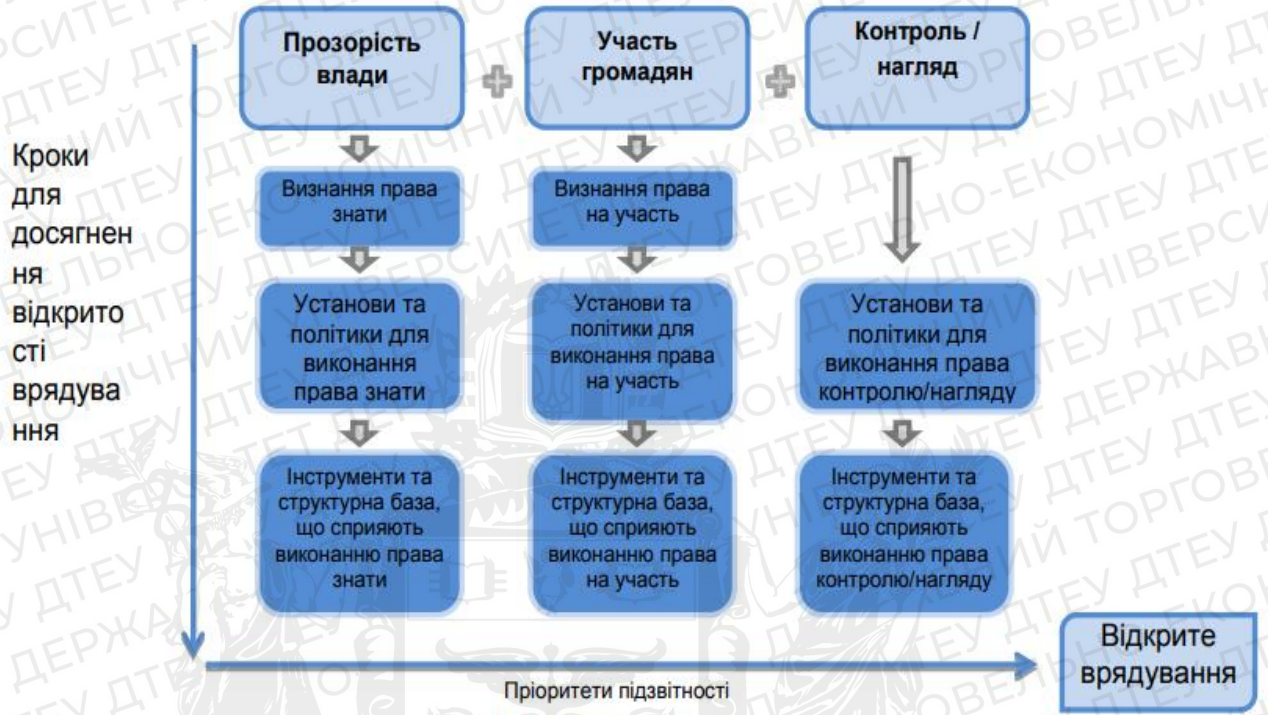 Прозорість
влади
Участь
громадян
Контроль /
нагляд
Кроки
для
досягнен
ня
відкрито
сті
врядува
ння
Визнання права
знати
Визнання права
на участь
Установи та
політики для
виконання
права знати
Установи та
політики для
виконання права
на участь
Установи та
політики для
виконання права
контролю/нагляду
Інструменти та
структурна база,
що сприяють
виконанню права
знати
Інструменти та
структурна база,
що сприяють
виконанню права
на участь
Інструменти та
структурна база,
що сприяють
виконанню права
контролю/нагляду
Пріоритети підзвітності
Відкрите
врядування